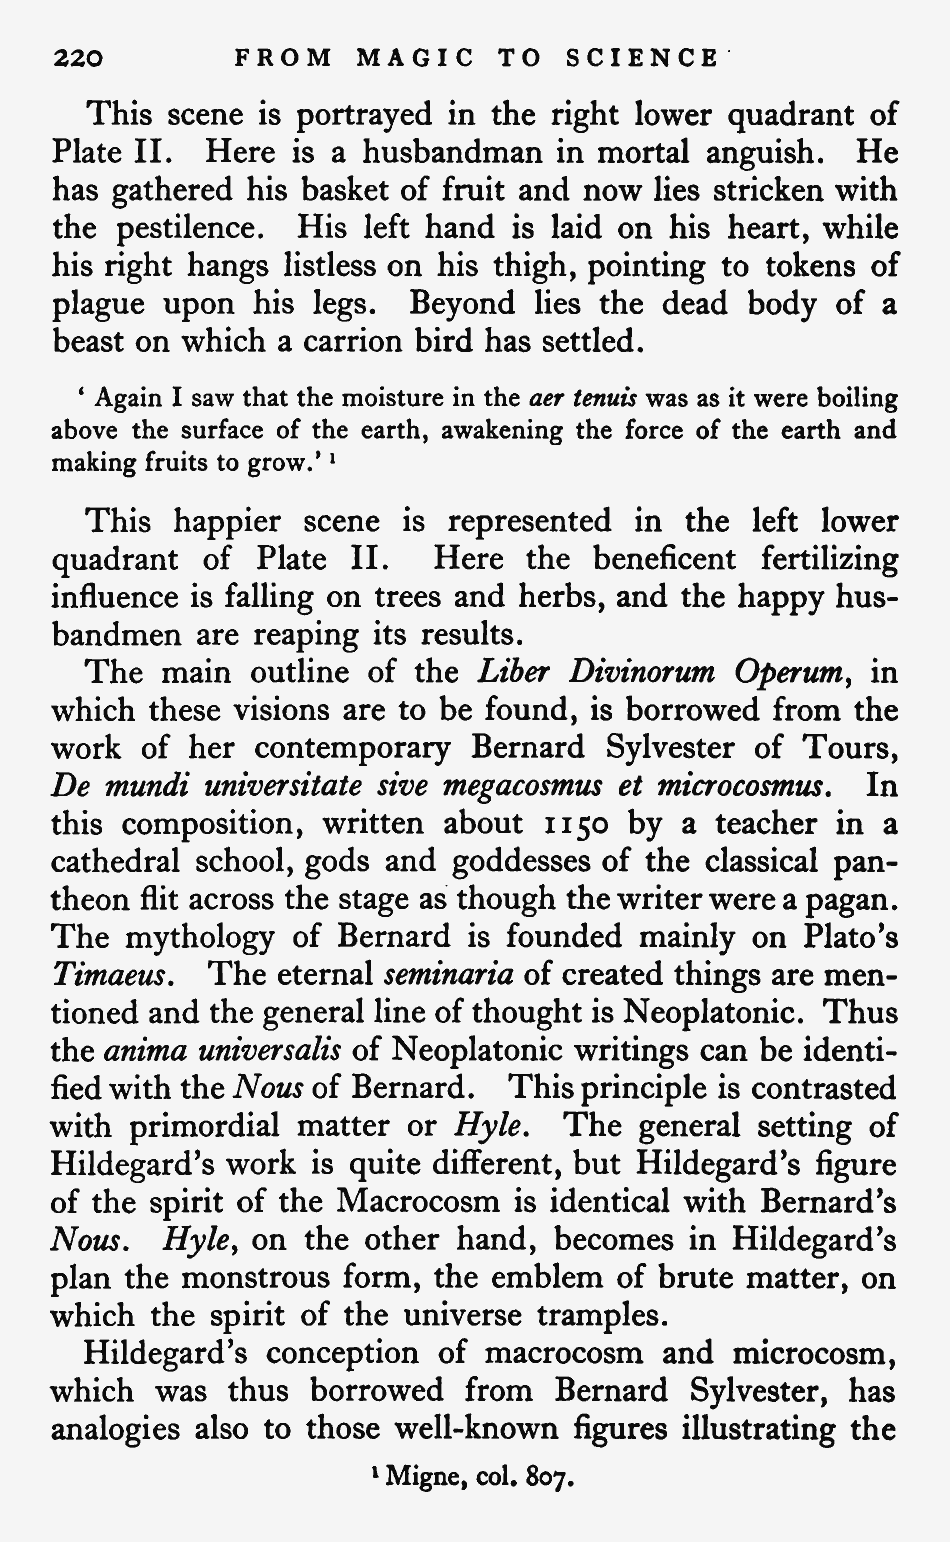 220 FROM MAGIC TO SCIENCE
This scene is portrayed in the right lower quadrant of
Plate II. Here is a husbandman in mortal anguish. He
has gathered his basket of fruit and now lies stricken with
the pestilence. His left hand is laid on his heart, while
his right hangs listless on his thigh, pointing to tokens of
plague upon his legs. Beyond lies the dead body of a
beast on which a carrion bird has settled.
‘ Again I saw that the moisture in the aer tenuis was as it were boiling
above the surface of the earth, awakening the force of the earth and
making fruits to grow.’ ¹
This happier scene is represented in the left lower
quadrant of Plate II. Here the beneficent fertilizing
influence is falling on trees and herbs, and the happy hus-
bandmen are reaping its results.
The main outline of the Liber Divinorum Operum, in
which these visions are to be found, is borrowed from the
work of her contemporary Bernard Sylvester of Tours,
De mundi universitate sive megacosmus et microcosmus. In
this composition, written about 1150 by a teacher in a
cathedral school, gods and goddesses of the classical pan-
theon flit across the stage as though the writer were a pagan.
The mythology of Bernard is founded mainly on Plato’s
Timaeus. The eternal seminaria of created things are men-
tioned and the general line of thought is Neoplatonic. Thus
the anima universalis of Neoplatonic writings can be identi-
fied with the Nous of Bernard. This principle is contrasted
with primordial matter or Hyle. The general setting of
Hildegard’s work is quite different, but Hildegard’s figure
of the spirit of the Macrocosm is identical with Bernard’s
Nous. Hyle, on the other hand, becomes in Hildegard’s
plan the monstrous form, the emblem of brute matter, on
which the spirit of the universe tramples.
Hildegard’s conception of macrocosm and microcosm,
which was thus borrowed from Bernard Sylvester, has
analogies also to those well-known figures illustrating the
¹ Migne, col. 807.